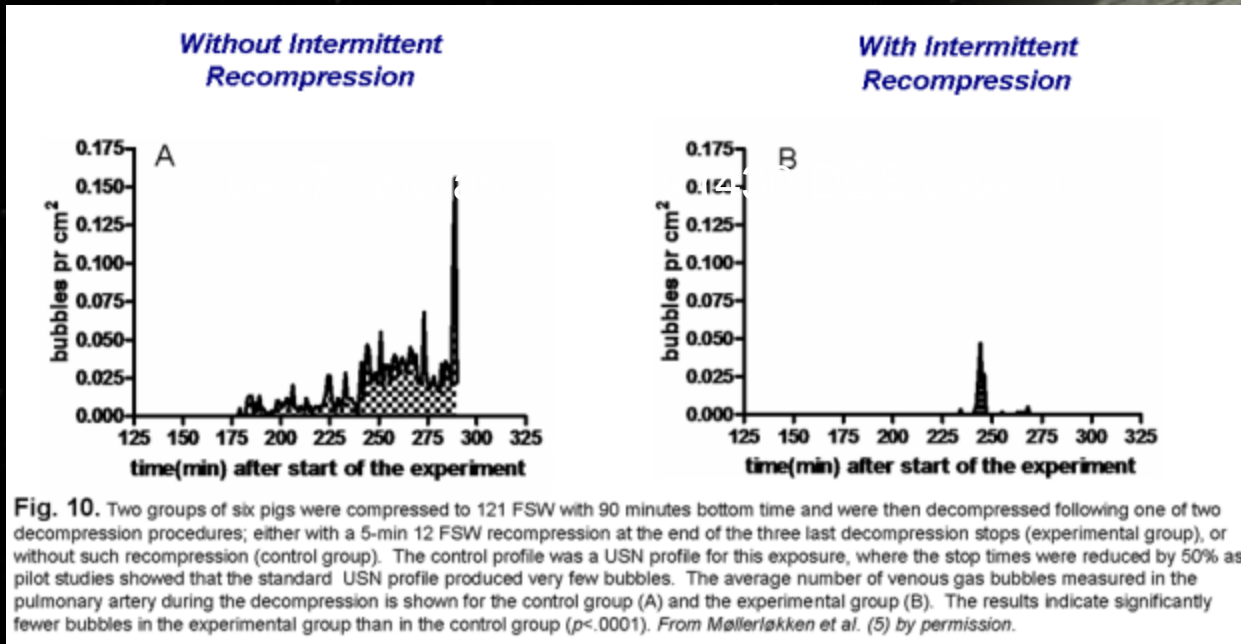 Without Intermittent
Recompression
With Intermittent
Recompression
A
0.175
0.150
0.125
0.100
0.075
0.050
0.025
0.000
bubbles pr cm²
125 150 175 200 225 250 275 300 325
time(min) after start of the experiment
B
0.175
0.125
0.100
0.075
0.050
0.025
0.000
bubbles pr cm²
125 150 175 200 225 250 275 300 325
time(min) after start of the experiment
Fig. 10. Two groups of six pigs were compressed to 121 FSW with 90 minutes bottom time and were then decompressed following one of two
decompression procedures; either with a 5-min 12 FSW recompression at the end of the three last decompression stops (experimental group), or
without such recompression (control group). The control profile was a USN profile for this exposure, where the stop times were reduced by 50% as
pilot studies showed that the standard USN profile produced very few bubbles. The average number of venous gas bubbles measured in the
pulmonary artery during the decompression is shown for the control group (A) and the experimental group (B). The results indicate significantly
fewer bubbles in the experimental group than in the control group (p<.0001). From Møllerløkken et al. (5) by permission.